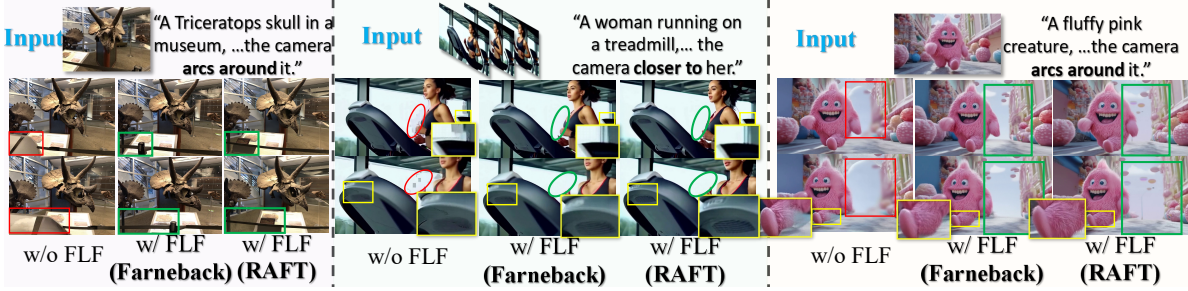 Input
“A Triceratops skull in a
museum, ...the camera
arcs around it.”
w/o FLF
w/ FLF
(Farneback)
w/ FLF
(RAFT)
Input
“A woman running on
a treadmill,... the
camera closer to her.”
w/o FLF
w/ FLF
(Farneback)
w/ FLF
(RAFT)
Input
“A fluffy pink
creature, ...the camera
arcs around it.”
w/o FLF
w/ FLF
(Farneback)
w/ FLF
(RAFT)